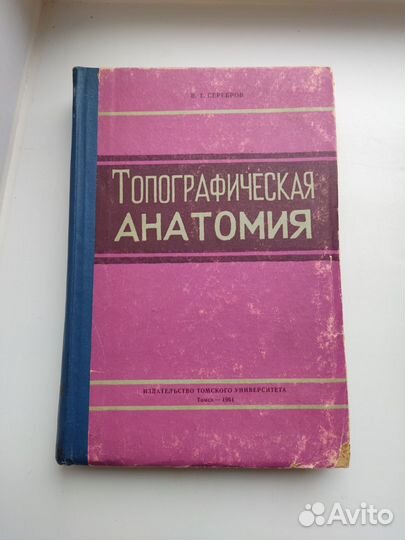 В. Т. СЕРЕБРОВ
ТОПОГРАФИЧЕСКАЯ
АНАТОМИЯ
ИЗДАТЕЛЬСТВО ТОМСКОГО УНИВЕРСИТЕТА
Томск — 1961
Avito